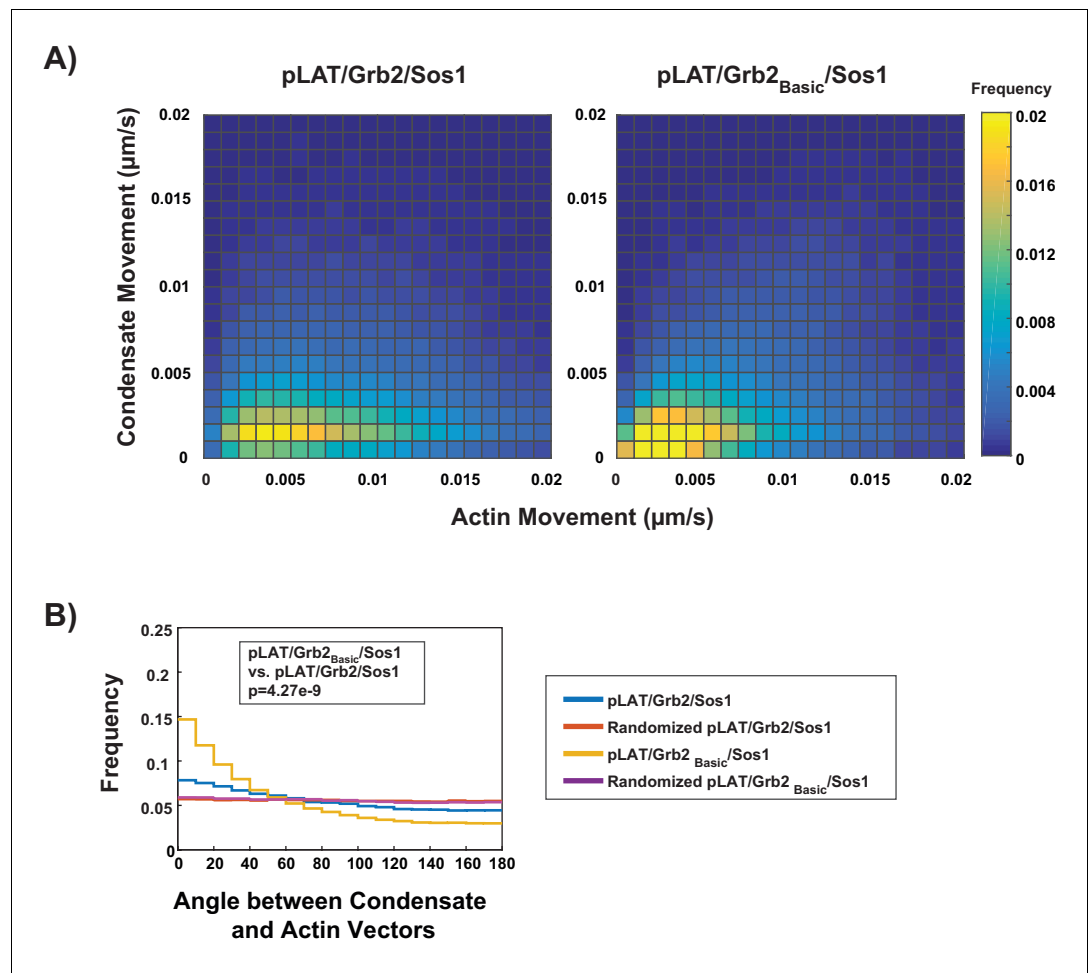 A)
pLAT/Grb2/Sos1
pLAT/Grb2Basic/Sos1
Frequency
Condensate Movement (µm/s)
0.02
0.015
0.01
0.005
0
0 0.005 0.01 0.015 0.02
0.02
0.015
0.01
0.005
0
0 0.005 0.01 0.015 0.02
0.02
0.016
0.012
0.008
0.004
0
Actin Movement (µm/s)
B)
Frequency
0.25
0.2
0.15
0.1
0.05
0
pLAT/Grb2Basic/Sos1
vs. pLAT/Grb2/Sos1
p=4.27e-9
0 20 40 60 80 100 120 140 160 180
Angle between Condensate
and Actin Vectors
pLAT/Grb2/Sos1
Randomized pLAT/Grb2/Sos1
pLAT/Grb2 Basic/Sos1
Randomized pLAT/Grb2 Basic/Sos1